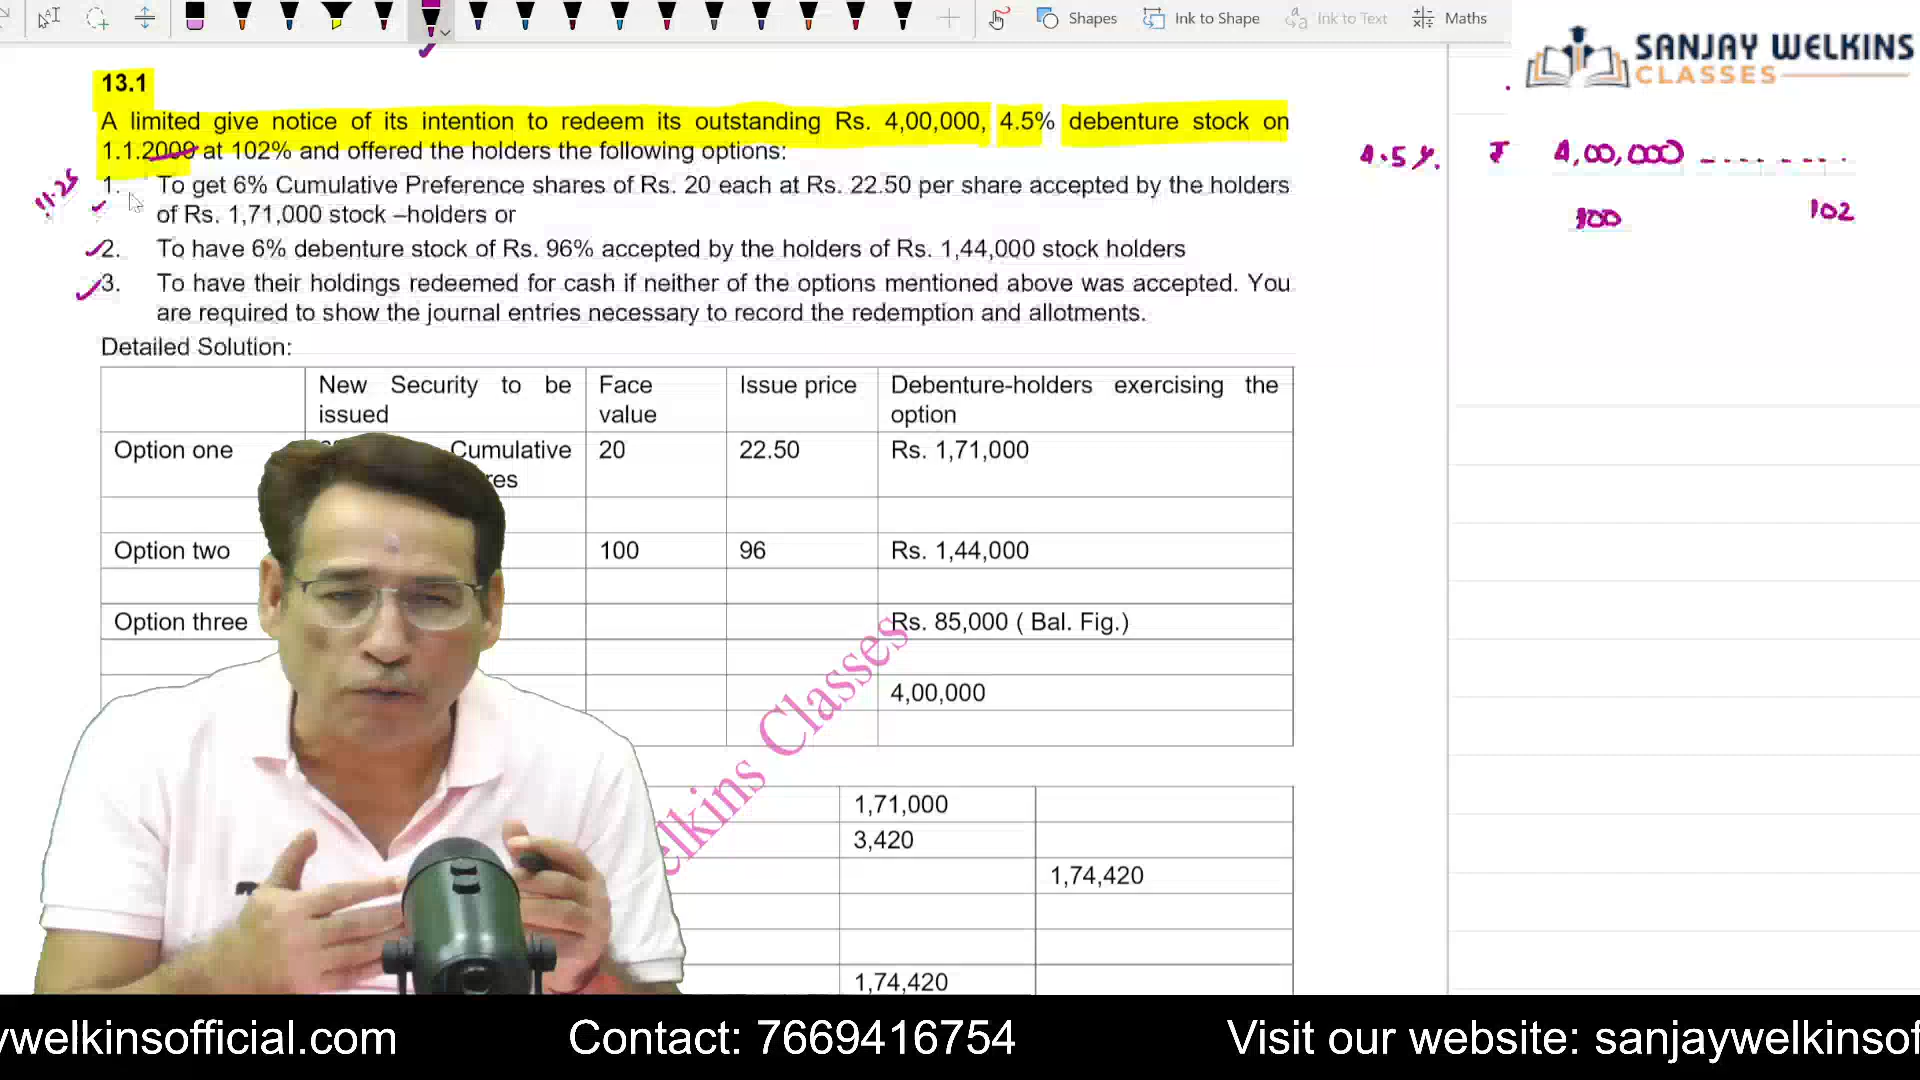 Shapes
Ink to Shape
Ink to Text
Maths
SANJAY WELKINS
CLASSES
13.1
A limited give notice of its intention to redeem its outstanding Rs. 4,00,000, 4.5% debenture stock on
1.1.2009 at 102% and offered the holders the following options:
1. To get 6% Cumulative Preference shares of Rs. 20 each at Rs. 22.50 per share accepted by the holders
of Rs. 1,71,000 stock –holders or
2. To have 6% debenture stock of Rs. 96% accepted by the holders of Rs. 1,44,000 stock holders
3. To have their holdings redeemed for cash if neither of the options mentioned above was accepted. You
are required to show the journal entries necessary to record the redemption and allotments.
Detailed Solution:
4.5%. ₹ 4,00,000
100 102
New Security to be issued Face value Issue price Debenture-holders exercising the option
Option one Cumulative 20 22.50 Rs. 1,71,000
Option two 100 96 Rs. 1,44,000
Option three Rs. 85,000 ( Bal. Fig.)
4,00,000
elkins Classes
1,71,000
3,420
1,74,420
1,74,420
ywelkinsofficial.com Contact: 7669416754 Visit our website: sanjaywelkinsof